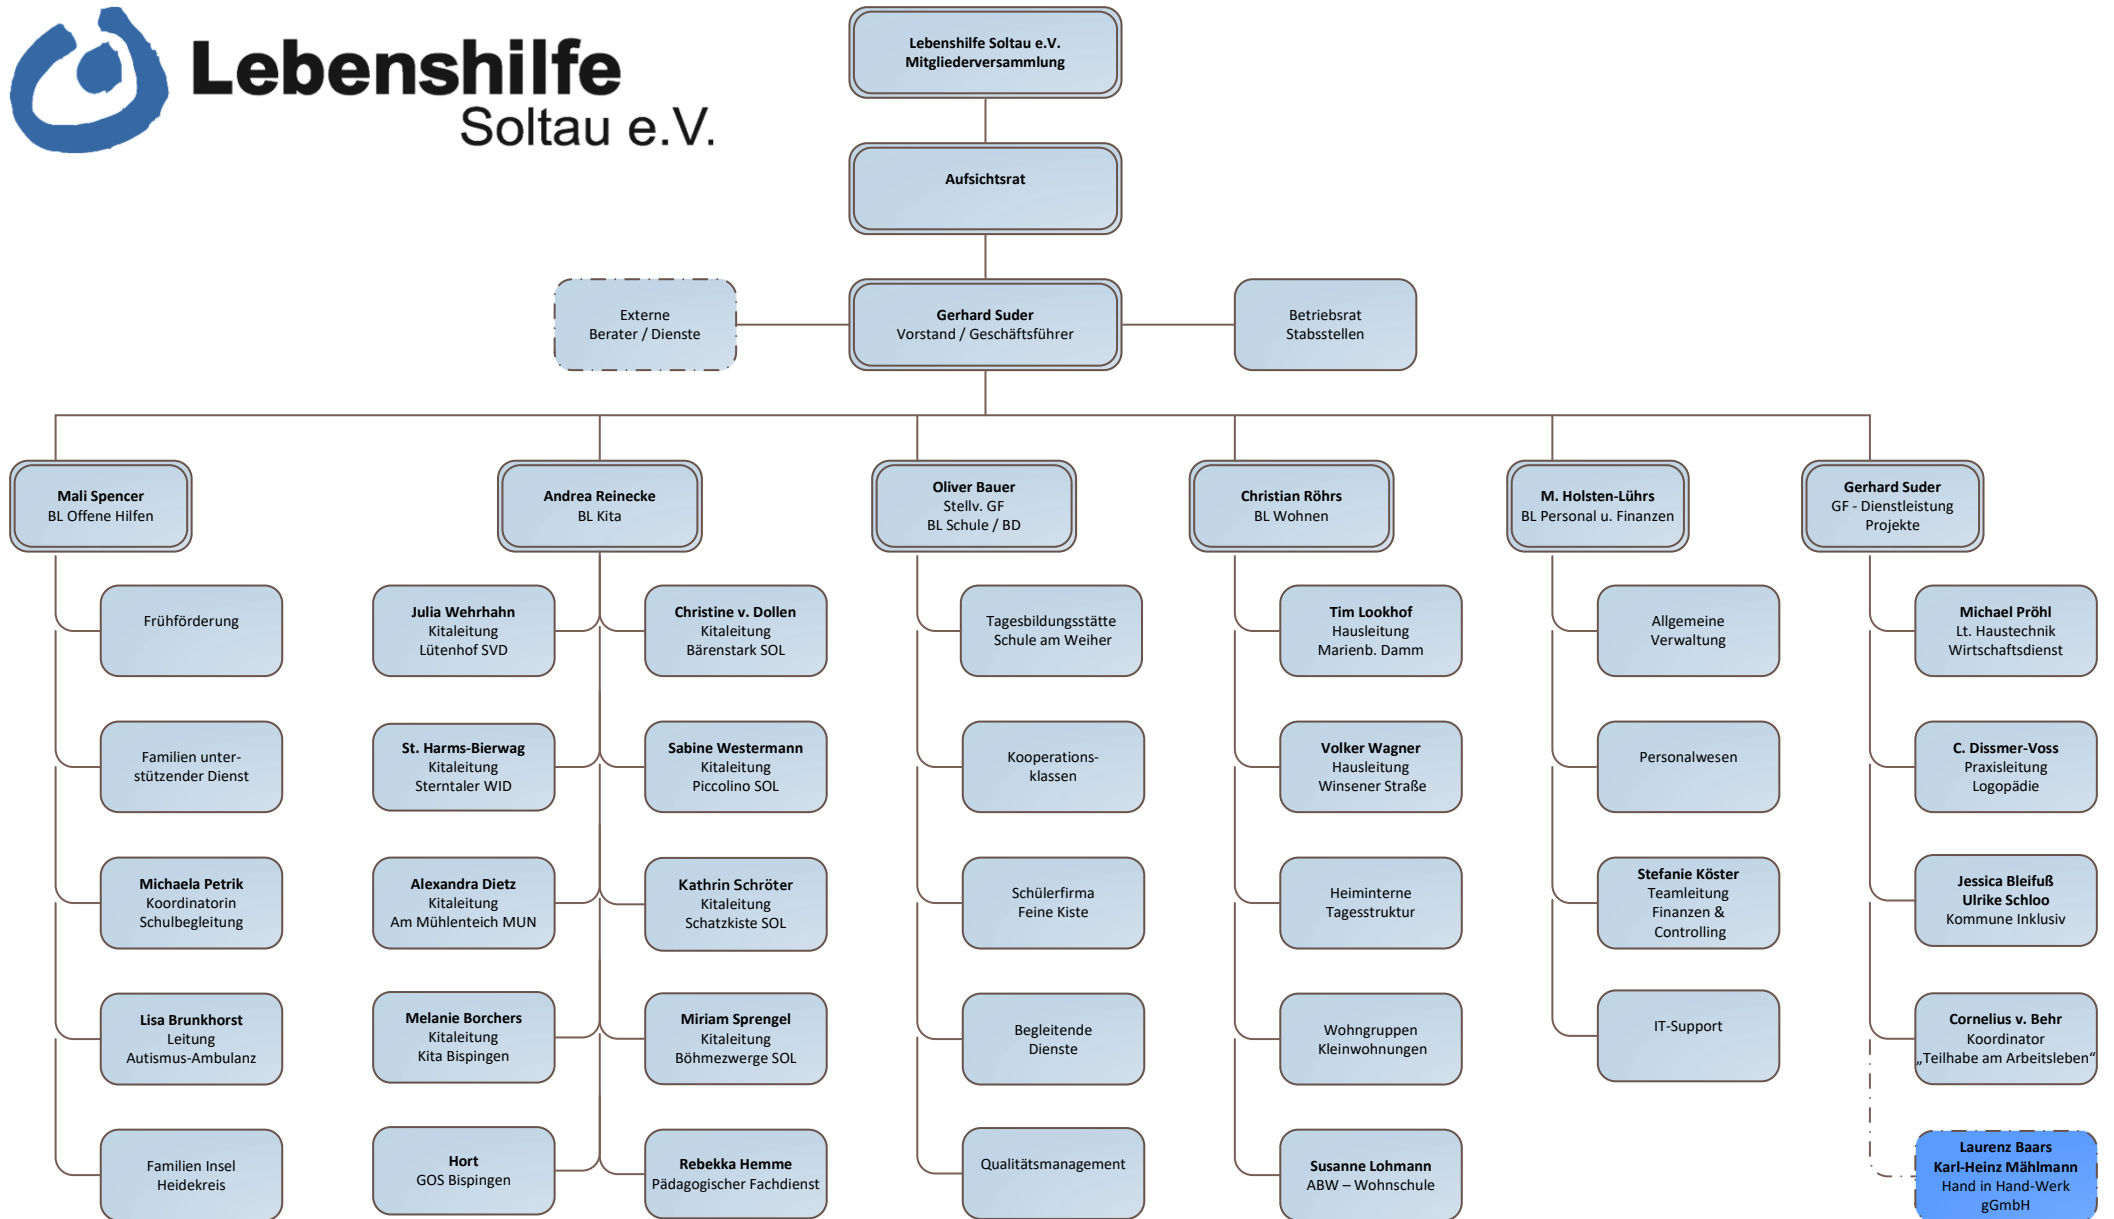 Lebenshilfe
Soltau e.V.
Lebenshilfe Soltau e.V.
Mitgliederversammlung
Aufsichtsrat
Externe
Berater / Dienste
Gerhard Suder
Vorstand / Geschäftsführer
Betriebsrat
Stabsstellen
Mali Spencer
BL Offene Hilfen
Andrea Reinecke
BL Kita
Oliver Bauer
Stellv. GF
BL Schule / BD
Christian Röhrs
BL Wohnen
M. Holsten-Lührs
BL Personal u. Finanzen
Gerhard Suder
GF - Dienstleistung
Projekte
Frühförderung
Familien unter-
stützender Dienst
Michaela Petrik
Koordinatorin
Schulbegleitung
Lisa Brunkhorst
Leitung
Autismus-Ambulanz
Familien Insel
Heidekreis
Julia Wehrhahn
Kitaleitung
Lütenhof SVD
St. Harms-Bierwag
Kitaleitung
Sterntaler WID
Alexandra Dietz
Kitaleitung
Am Mühlenteich MUN
Melanie Borchers
Kitaleitung
Kita Bispingen
Hort
GOS Bispingen
Christine v. Dollen
Kitaleitung
Bärenstark SOL
Sabine Westermann
Kitaleitung
Piccolino SOL
Kathrin Schröter
Kitaleitung
Schatzkiste SOL
Miriam Sprengel
Kitaleitung
Böhmezwerge SOL
Rebekka Hemme
Pädagogischer Fachdienst
Tagesbildungsstätte
Schule am Weiher
Kooperations-
klassen
Schülerfirma
Feine Kiste
Begleitende
Dienste
Qualitätsmanagement
Tim Lookhof
Hausleitung
Marienb. Damm
Volker Wagner
Hausleitung
Winsener Straße
Heiminterne
Tagesstruktur
Wohngruppen
Kleinwohnungen
Susanne Lohmann
ABW – Wohnschule
Allgemeine
Verwaltung
Personalwesen
Stefanie Köster
Teamleitung
Finanzen &
Controlling
IT-Support
Michael Pröhl
Lt. Haustechnik
Wirtschaftsdienst
C. Dissmer-Voss
Praxisleitung
Logopädie
Jessica Bleifuß
Ulrike Schloo
Kommune Inklusiv
Cornelius v. Behr
Koordinator
„Teilhabe am Arbeitsleben“
Laurenz Baars
Karl-Heinz Mählmann
Hand in Hand-Werk
gGmbH